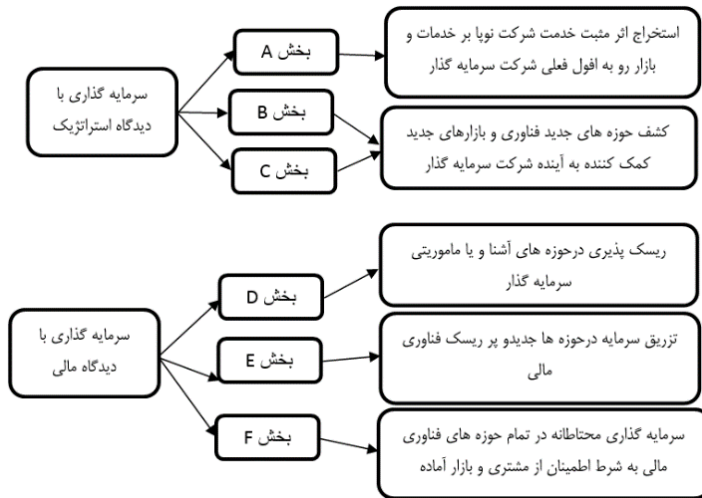 سرمایه گذاری با
دیدگاه استراتژیک
بخش A
استخراج اثر مثبت خدمت شرکت نوپا بر خدمات و
بازار رو به افول فعلی شرکت سرمایه گذار
بخش B
بخش C
کشف حوزه های جدید فناوری و بازارهای جدید
کمک کننده به آینده شرکت سرمایه گذار
سرمایه گذاری با
دیدگاه مالی
بخش D
ریسک پذیری درحوزه های آشنا و یا ماموریتی
سرمایه گذار
بخش E
تزریق سرمایه درحوزه ها جدیدو پر ریسک فناوری
مالی
بخش F
سرمایه گذاری محتاطانه در تمام حوزه های فناوری
مالی به شرط اطمینان از مشتری و بازار آماده